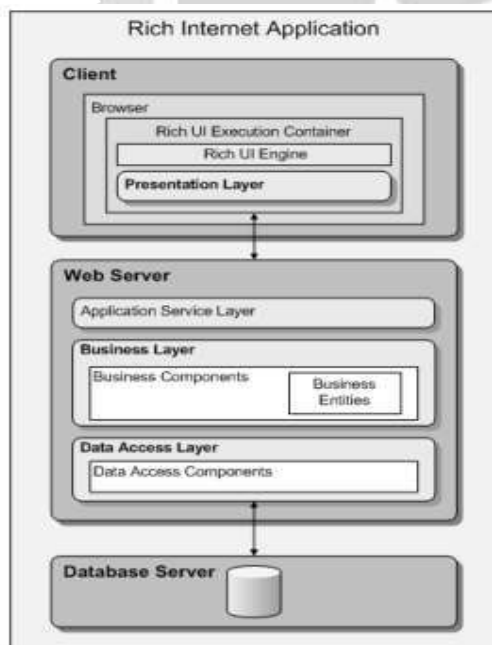 Rich Internet Application
Client
Browser
Rich UI Execution Container
Rich UI Engine
Presentation Layer
Web Server
Application Service Layer
Business Layer
Business Components
Business
Entities
Data Access Layer
Data Access Components
Database Server